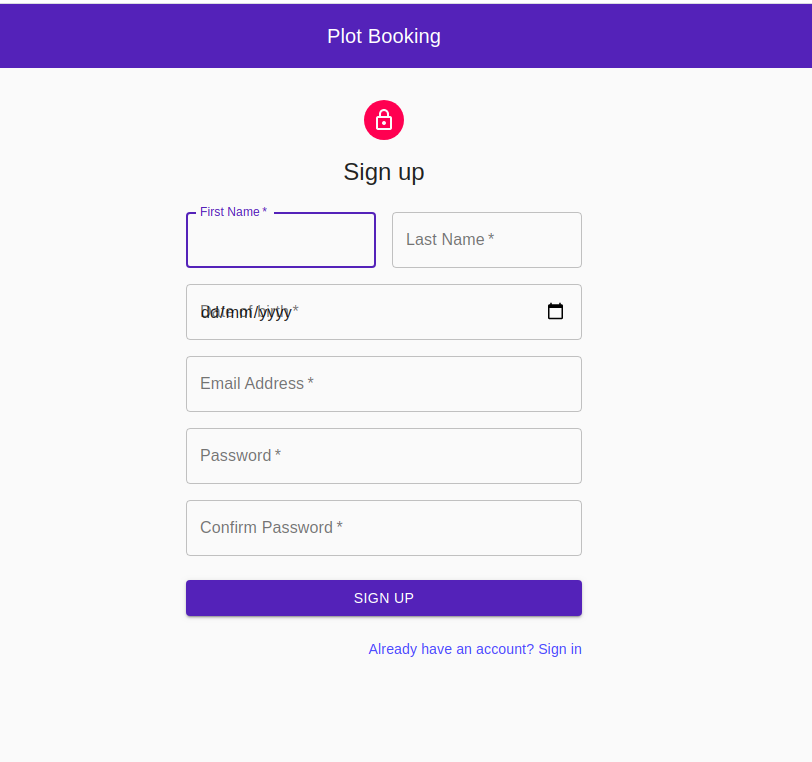 Plot Booking
Sign up
First Name *
Last Name *
Date of birth *
dd/mm/yyyy
Email Address *
Password *
Confirm Password *
SIGN UP
Already have an account? Sign in